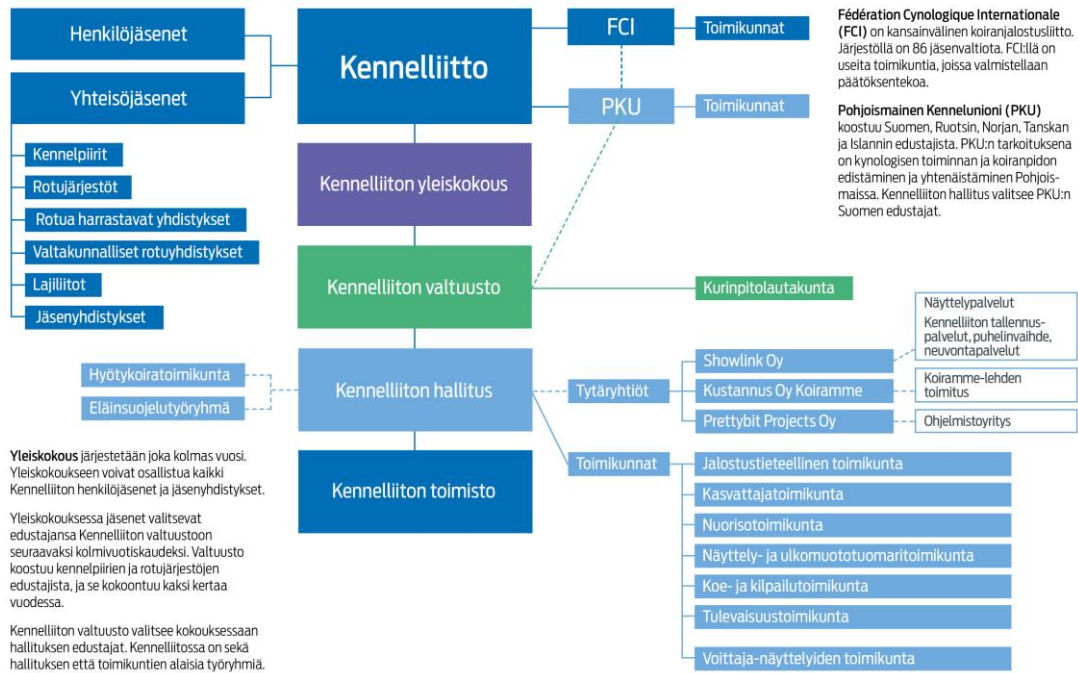 Henkilöjäsenet
Yhteisöjäsenet
Kennelpiirit
Rotujärjestöt
Rotua harrastavat yhdistykset
Valtakunnalliset rotuyhdistykset
Lajiliitot
Jäsenyhdistykset
Kennelliitto
FCI
Toimikunnat
PKU
Toimikunnat
Fédération Cynologique Internationale
(FCI) on kansainvälinen koiranjalostusliitto.
Järjestöllä on 86 jäsenvaltiota. FCI:llä on
useita toimikuntia, joissa valmistellaan
päätöksentekoa.
Pohjoismainen Kennelunioni (PKU)
koostuu Suomen, Ruotsin, Norjan, Tanskan
ja Islannin edustajista. PKU:n tarkoituksena
on kynologisen toiminnan ja koiranpidon
edistäminen ja yhtenäistäminen Pohjois-
maissa. Kennelliiton hallitus valitsee PKU:n
Suomen edustajat.
Kennelliiton yleiskokous
Kennelliiton valtuusto
Kurinpitolautakunta
Hyötykoiratoimikunta
Eläinsuojelutyöryhmä
Kennelliiton hallitus
Tytäryhtiöt
Showlink Oy
Kustannus Oy Koiramme
Prettybit Projects Oy
Näyttelypalvelut
Kennelliiton tallennus-
palvelut, puhelinvaihde,
neuvontapalvelut
Koiramme-lehden
toimitus
Ohjelmistoyritys
Toimikunnat
Jalostustieteellinen toimikunta
Kasvattajatoimikunta
Nuorisotoimikunta
Näyttely- ja ulkomuototuomaritoimikunta
Koe- ja kilpailutoimikunta
Tulevaisuustoimikunta
Voittaja-näyttelyiden toimikunta
Kennelliiton toimisto
Yleiskokous järjestetään joka kolmas vuosi.
Yleiskokoukseen voivat osallistua kaikki
Kennelliiton henkilöjäsenet ja jäsenyhdistykset.
Yleiskokouksessa jäsenet valitsevat
edustajansa Kennelliiton valtuustoon
seuraavaksi kolmivuotiskaudeksi. Valtuusto
koostuu kennelpiirien ja rotujärjestöjen
edustajista, ja se kokoontuu kaksi kertaa
vuodessa.
Kennelliiton valtuusto valitsee kokouksessaan
hallituksen edustajat. Kennelliitossa on sekä
hallituksen että toimikuntien alaisia työryhmiä.